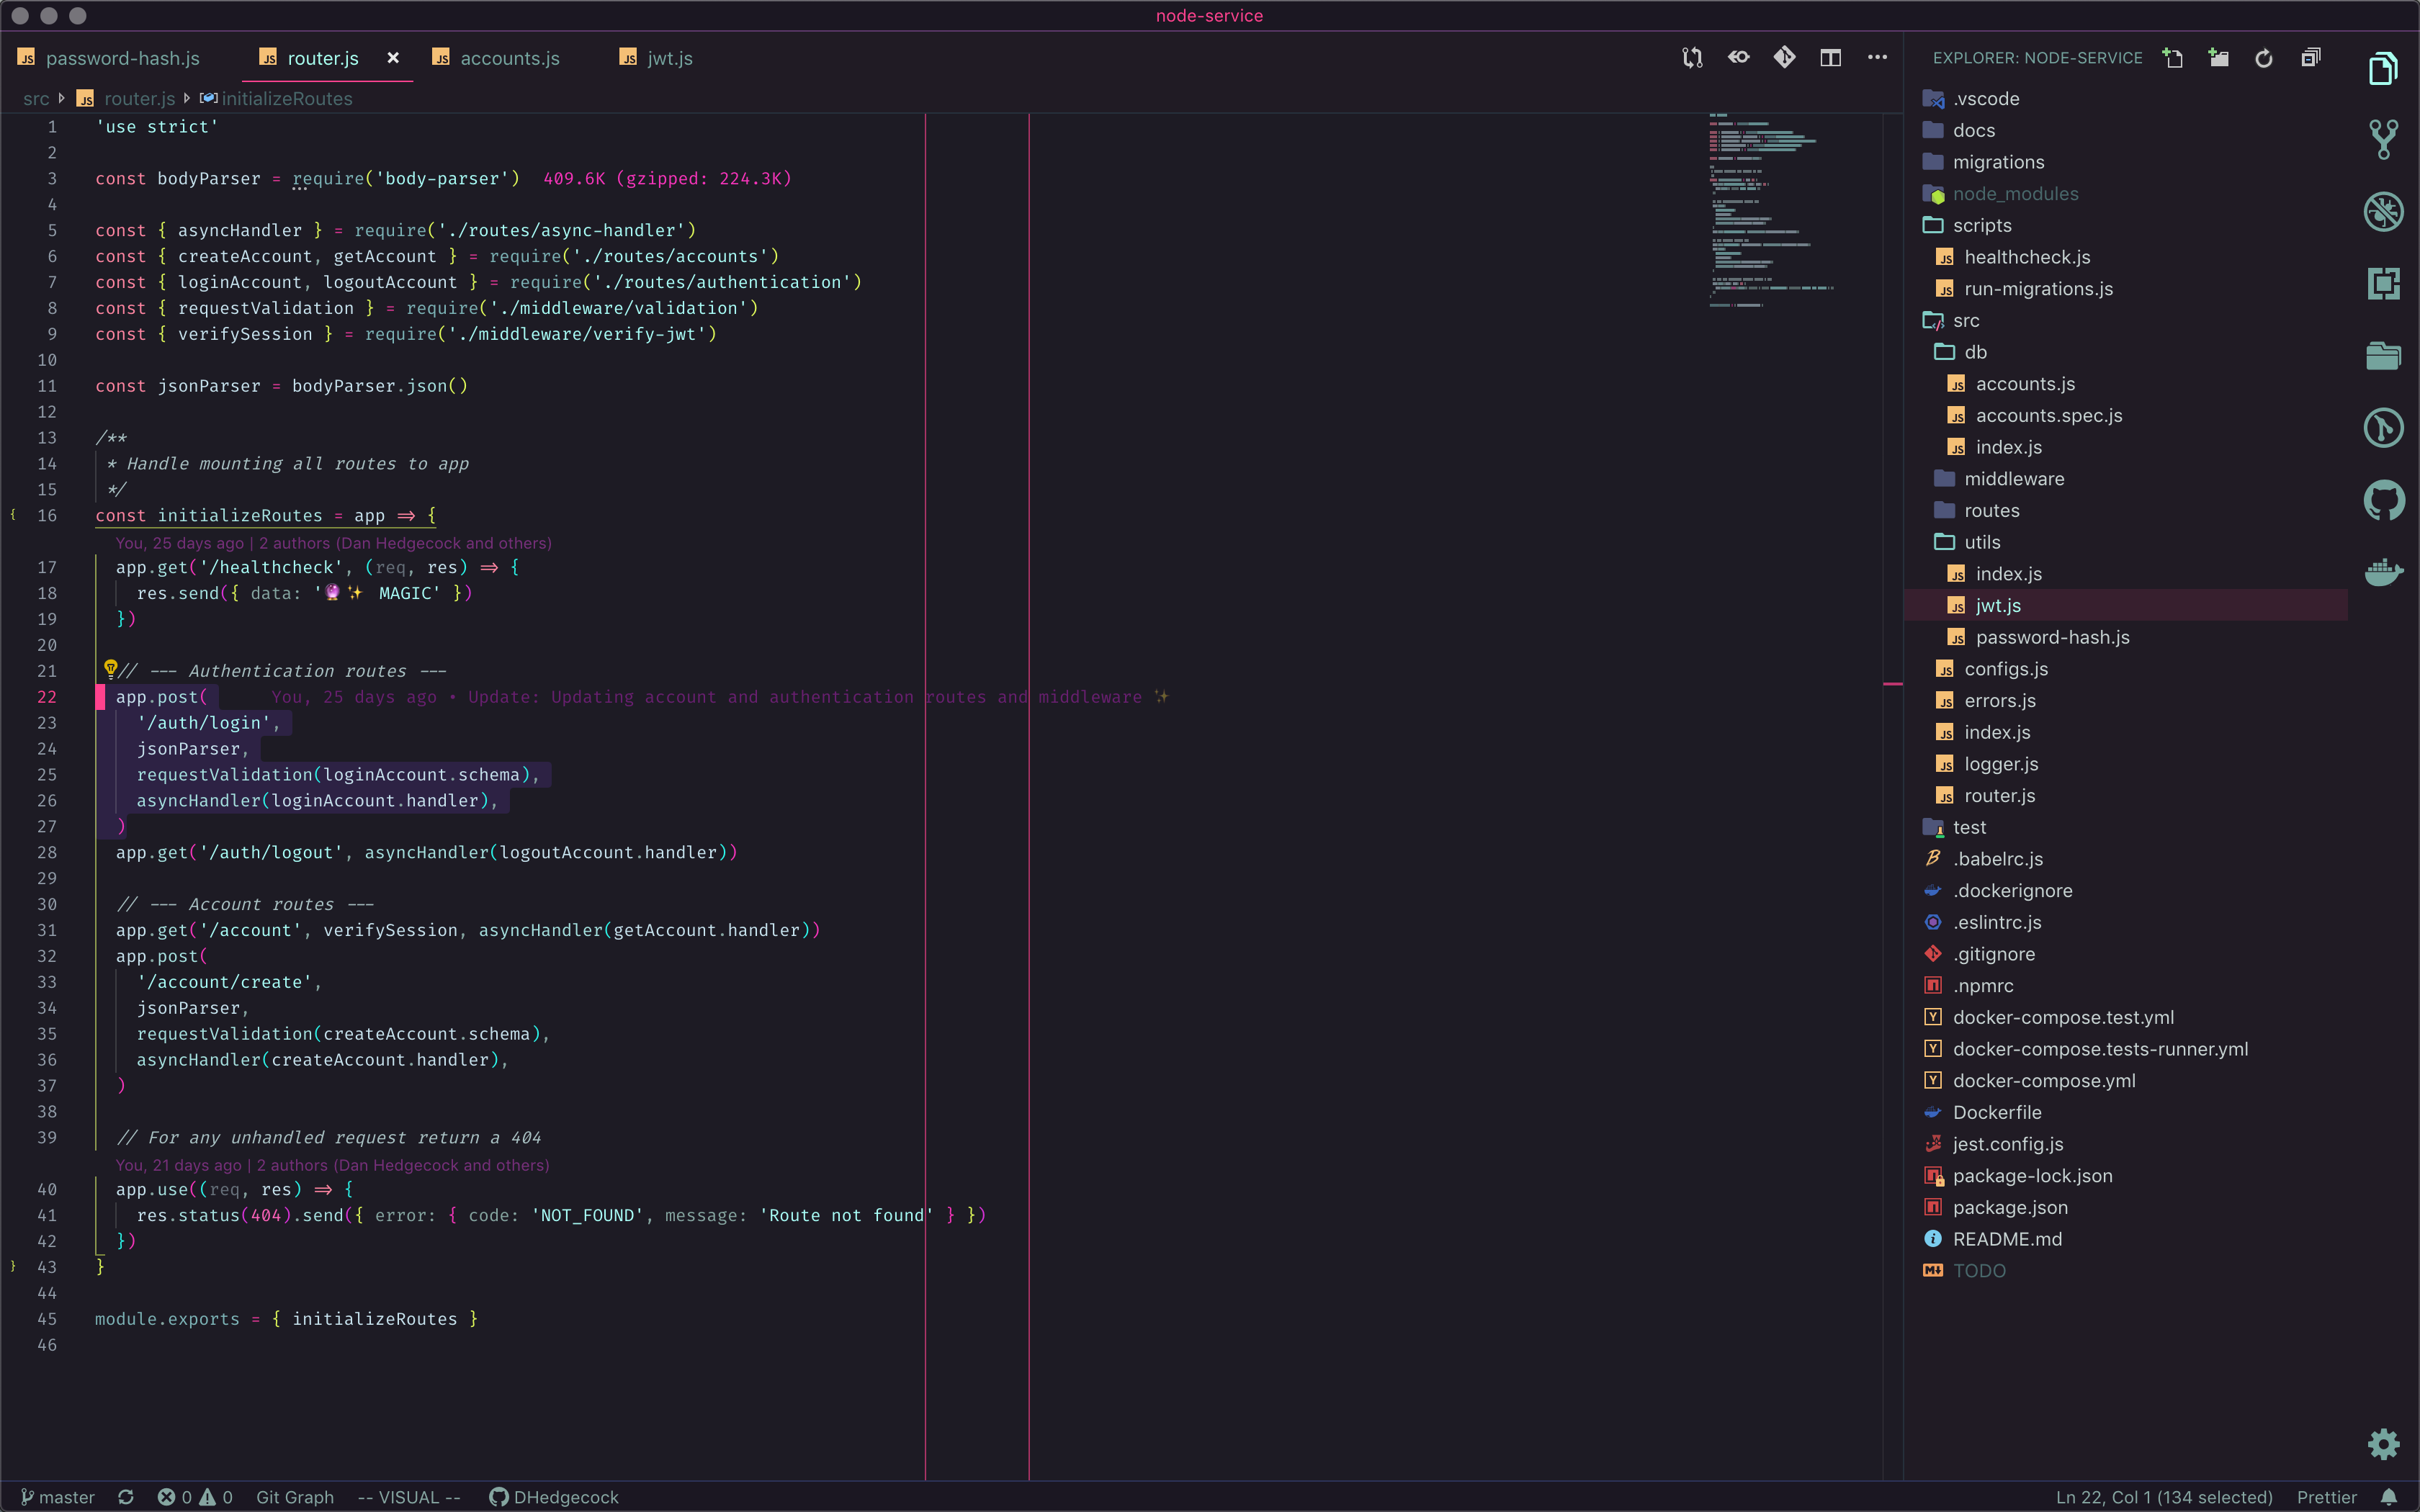 node-service
password-hash.js
router.js
accounts.js
jwt.js
src router.js initializeRoutes
1 'use strict'
2
3 const bodyParser = require('body-parser') 409.6K (gzipped: 224.3K)
4
5 const { asyncHandler } = require('./routes/async-handler')
6 const { createAccount, getAccount } = require('./routes/accounts')
7 const { loginAccount, logoutAccount } = require('./routes/authentication')
8 const { requestValidation } = require('./middleware/validation')
9 const { verifySession } = require('./middleware/verify-jwt')
10
11 const jsonParser = bodyParser.json()
12
13 /**
14 * Handle mounting all routes to app
15 */
16 const initializeRoutes = app => {
You, 25 days ago | 2 authors (Dan Hedgecock and others)
17 app.get('/healthcheck', (req, res) => {
18 res.send({ data: '🔮✨ MAGIC' })
19 })
20
21 // --- Authentication routes ---
22 app.post( You, 25 days ago • Update: Updating account and authentication routes and middleware ✨
23 '/auth/login',
24 jsonParser,
25 requestValidation(loginAccount.schema),
26 asyncHandler(loginAccount.handler),
27 )
28 app.get('/auth/logout', asyncHandler(logoutAccount.handler))
29
30 // --- Account routes ---
31 app.get('/account', verifySession, asyncHandler(getAccount.handler))
32 app.post(
33 '/account/create',
34 jsonParser,
35 requestValidation(createAccount.schema),
36 asyncHandler(createAccount.handler),
37 )
38
39 // For any unhandled request return a 404
You, 21 days ago | 2 authors (Dan Hedgecock and others)
40 app.use((req, res) => {
41 res.status(404).send({ error: { code: 'NOT_FOUND', message: 'Route not found' } })
42 })
43 }
44
45 module.exports = { initializeRoutes }
46
EXPLORER: NODE-SERVICE
.vscode
docs
migrations
node_modules
scripts
healthcheck.js
run-migrations.js
src
db
accounts.js
accounts.spec.js
index.js
middleware
routes
utils
index.js
jwt.js
password-hash.js
configs.js
errors.js
index.js
logger.js
router.js
test
.babelrc.js
.dockerignore
.eslintrc.js
.gitignore
.npmrc
docker-compose.test.yml
docker-compose.tests-runner.yml
docker-compose.yml
Dockerfile
jest.config.js
package-lock.json
package.json
README.md
TODO
master 0 0 Git Graph -- VISUAL -- DHedgecock
Ln 22, Col 1 (134 selected) Prettier